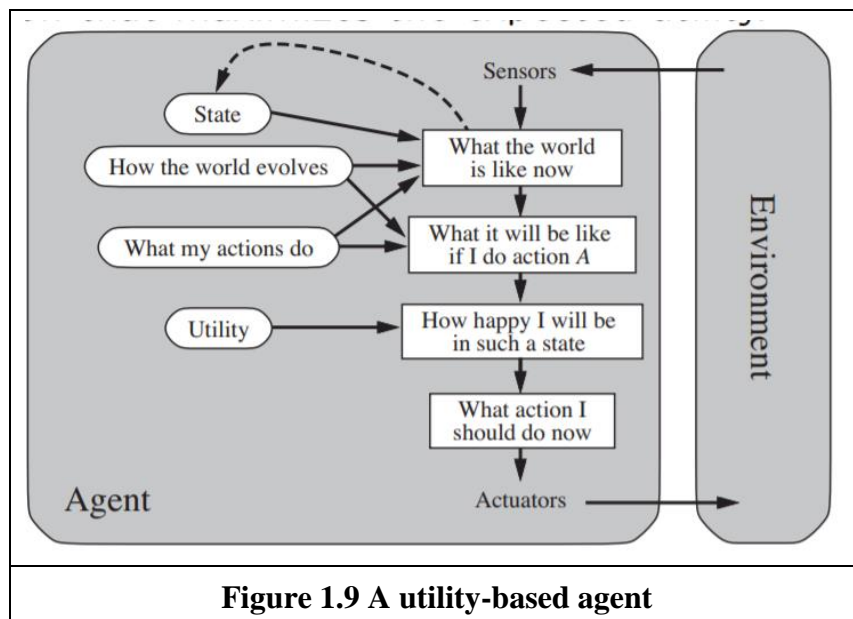 Sensors
State
What the world
is like now
How the world evolves
What my actions do
What it will be like
if I do action A
Utility
How happy I will be
in such a state
What action I
should do now
Agent
Actuators
Environment
Figure 1.9 A utility-based agent